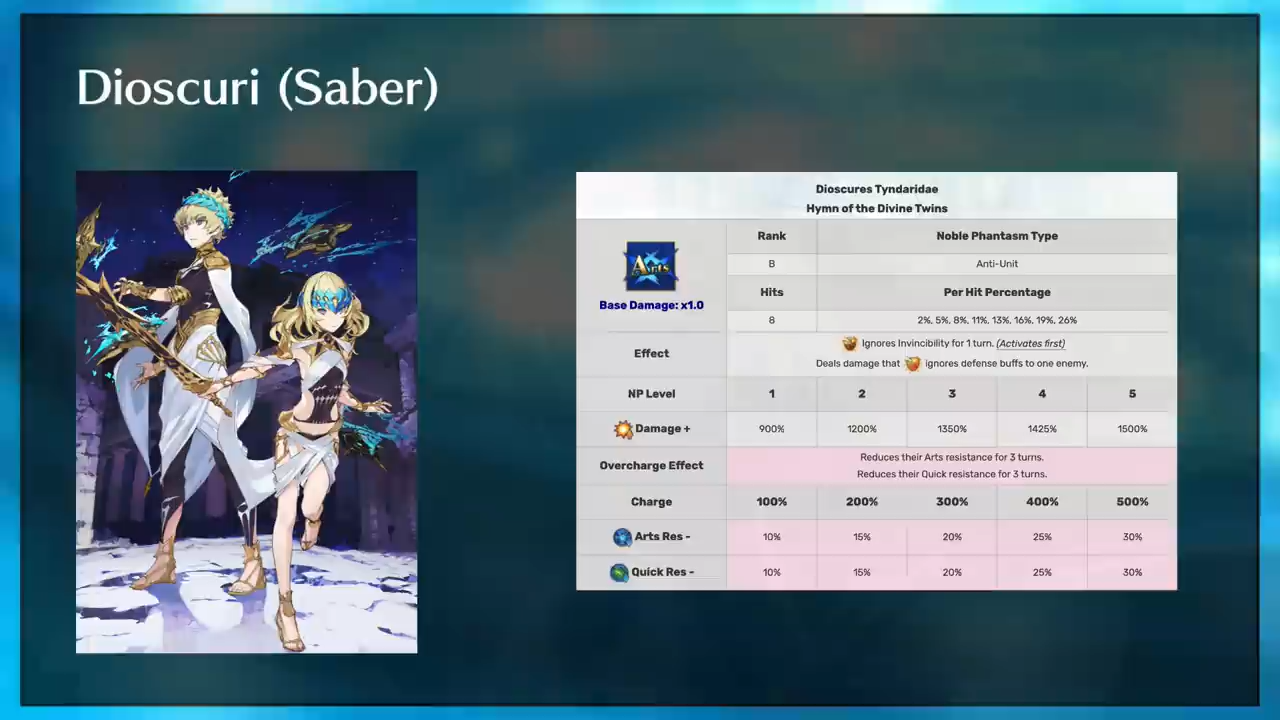 Dioscuri (Saber)
Dioscures Tyndaridae
Hymn of the Divine Twins
Arts
Base Damage: x1.0
Rank Noble Phantasm Type
B Anti-Unit
Hits Per Hit Percentage
8 2%, 5%, 8%, 11%, 13%, 16%, 19%, 26%
Effect
Ignores Invincibility for 1 turn. (Activates first)
Deals damage that ignores defense buffs to one enemy.
NP Level 1 2 3 4 5
Damage + 900% 1200% 1350% 1425% 1500%
Overcharge Effect
Reduces their Arts resistance for 3 turns.
Reduces their Quick resistance for 3 turns.
Charge 100% 200% 300% 400% 500%
Arts Res - 10% 15% 20% 25% 30%
Quick Res - 10% 15% 20% 25% 30%